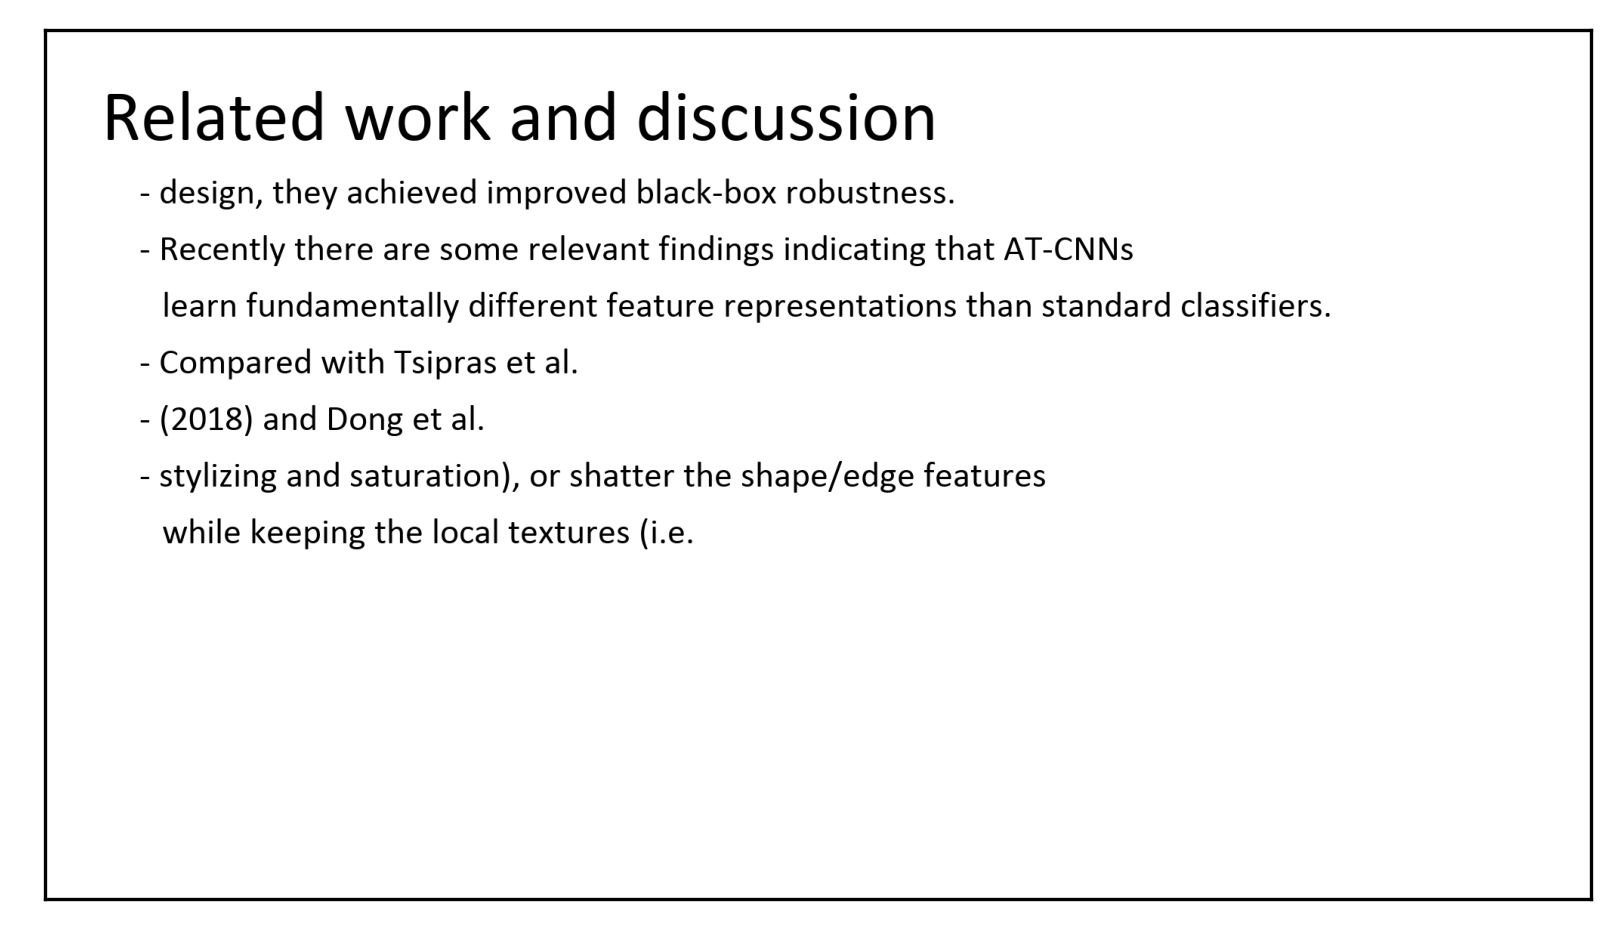 Related work and discussion
- design, they achieved improved black-box robustness.
- Recently there are some relevant findings indicating that AT-CNNs
learn fundamentally different feature representations than standard classifiers.
- Compared with Tsipras et al.
- (2018) and Dong et al.
- stylizing and saturation), or shatter the shape/edge features
while keeping the local textures (i.e.